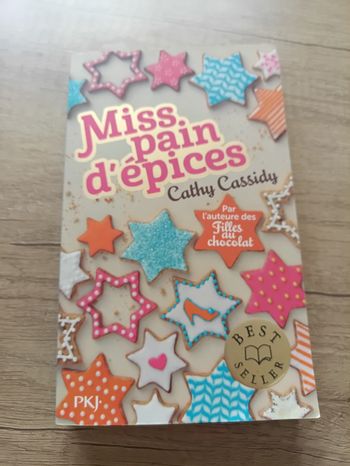 Miss
pain
d'épices
Cathy Cassidy
Par
l'auteure des
Filles
au
chocolat
BEST
SELLER
PKJ·